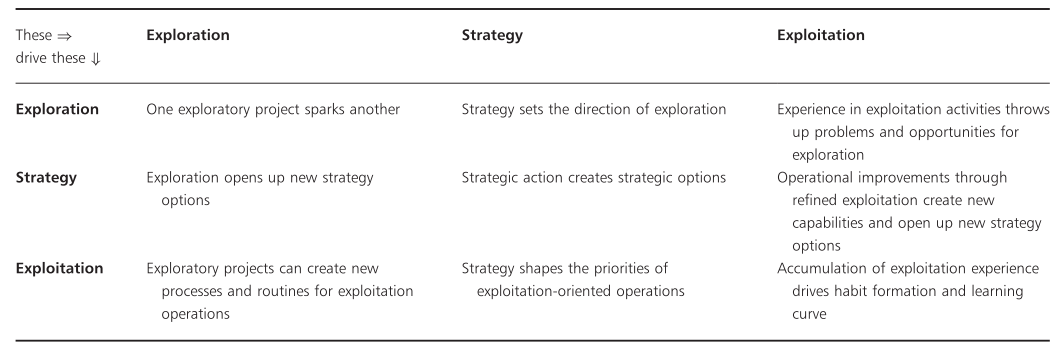 These ⇒ Exploration Strategy Exploitation
drive these ⇓
Exploration One exploratory project sparks another Strategy sets the direction of exploration Experience in exploitation activities throws
up problems and opportunities for
exploration
Strategy Exploration opens up new strategy Strategic action creates strategic options Operational improvements through
options refined exploitation create new
capabilities and open up new strategy
options
Exploitation Exploratory projects can create new Strategy shapes the priorities of Accumulation of exploitation experience
processes and routines for exploitation exploitation-oriented operations drives habit formation and learning
operations curve